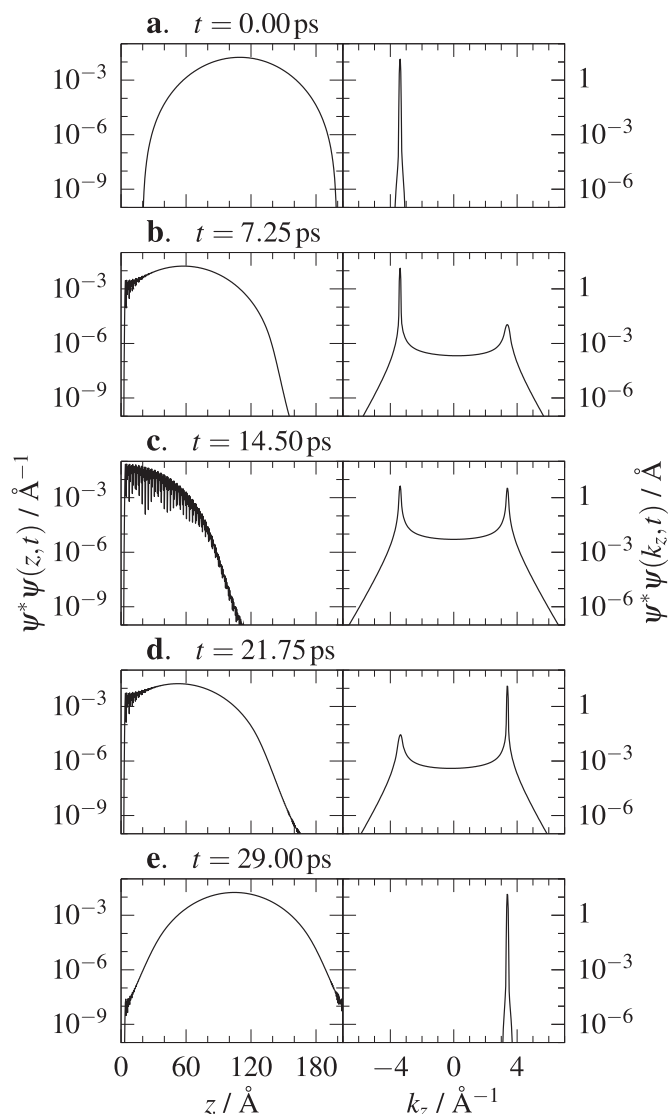 a. t = 0.00 ps
10⁻³ 1
10⁻⁶ 10⁻³
10⁻⁹ 10⁻⁶
b. t = 7.25 ps
10⁻³ 1
10⁻⁶ 10⁻³
10⁻⁹ 10⁻⁶
c. t = 14.50 ps
10⁻³ 1
10⁻⁶ 10⁻³
10⁻⁹ 10⁻⁶
ψ*ψ(z,t) / Å⁻¹
ψ*ψ(k_z,t) / Å
d. t = 21.75 ps
10⁻³ 1
10⁻⁶ 10⁻³
10⁻⁹ 10⁻⁶
e. t = 29.00 ps
10⁻³ 1
10⁻⁶ 10⁻³
10⁻⁹ 10⁻⁶
0 60 120 180 −4 0 4
z / Å k_z / Å⁻¹